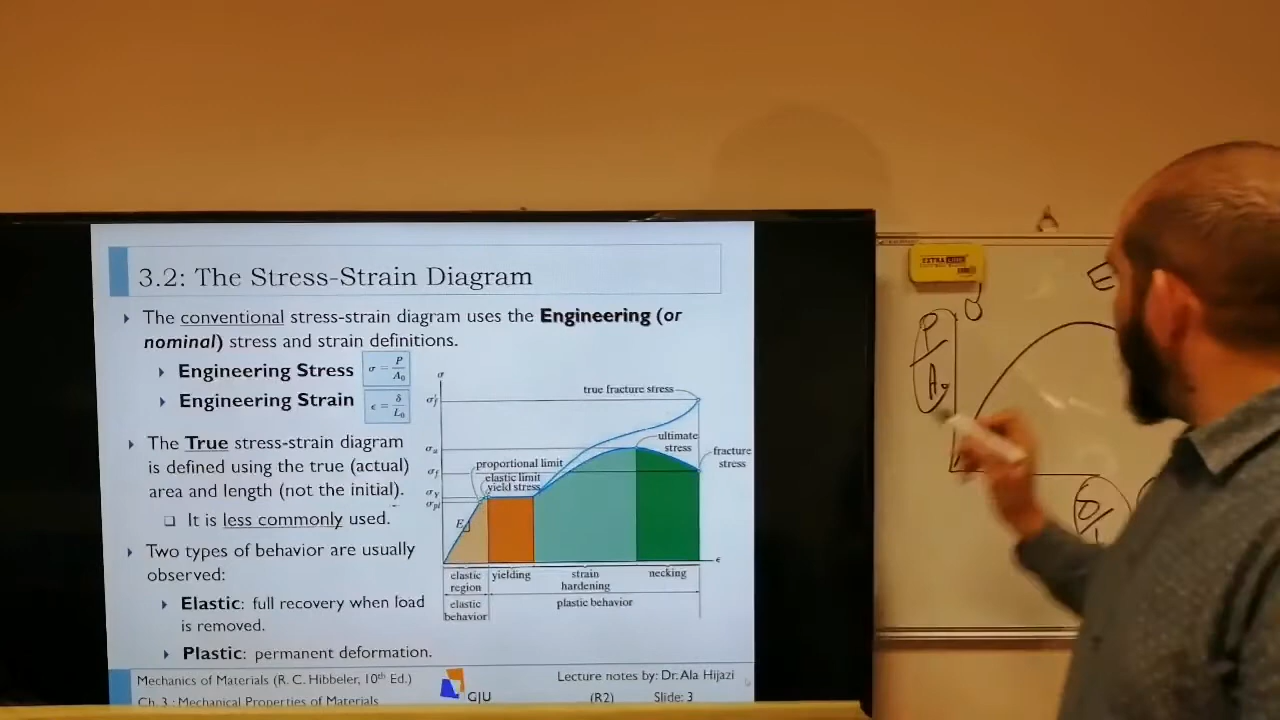 3.2: The Stress-Strain Diagram
The conventional stress-strain diagram uses the Engineering (or
nominal) stress and strain definitions.
Engineering Stress σ = P/A₀
Engineering Strain ϵ = δ/L₀
The True stress-strain diagram
is defined using the true (actual)
area and length (not the initial).
It is less commonly used.
Two types of behavior are usually
observed:
Elastic: full recovery when load
is removed.
Plastic: permanent deformation.
σ
σ'f
σu
σf
σY
σpl
E
true fracture stress
ultimate
stress
fracture
stress
proportional limit
elastic limit
yield stress
ϵ
elastic
region
yielding
strain
hardening
necking
elastic
behavior
plastic behavior
Mechanics of Materials (R. C. Hibbeler, 10th Ed.)
Ch. 3 : Mechanical Properties of Materials
GJU
Lecture notes by: Dr. Ala Hijazi
(R2) Slide: 3
EXTRA
σ
P
A₀
δ
E